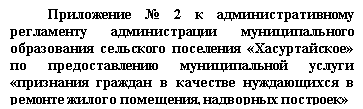 Приложение № 2 к административному
регламенту администрации муниципального
образования сельского поселения «Хасуртайское»
по предоставлению муниципальной услуги
«признания граждан в качестве нуждающихся в
ремонте жилого помещения, надворных построек»